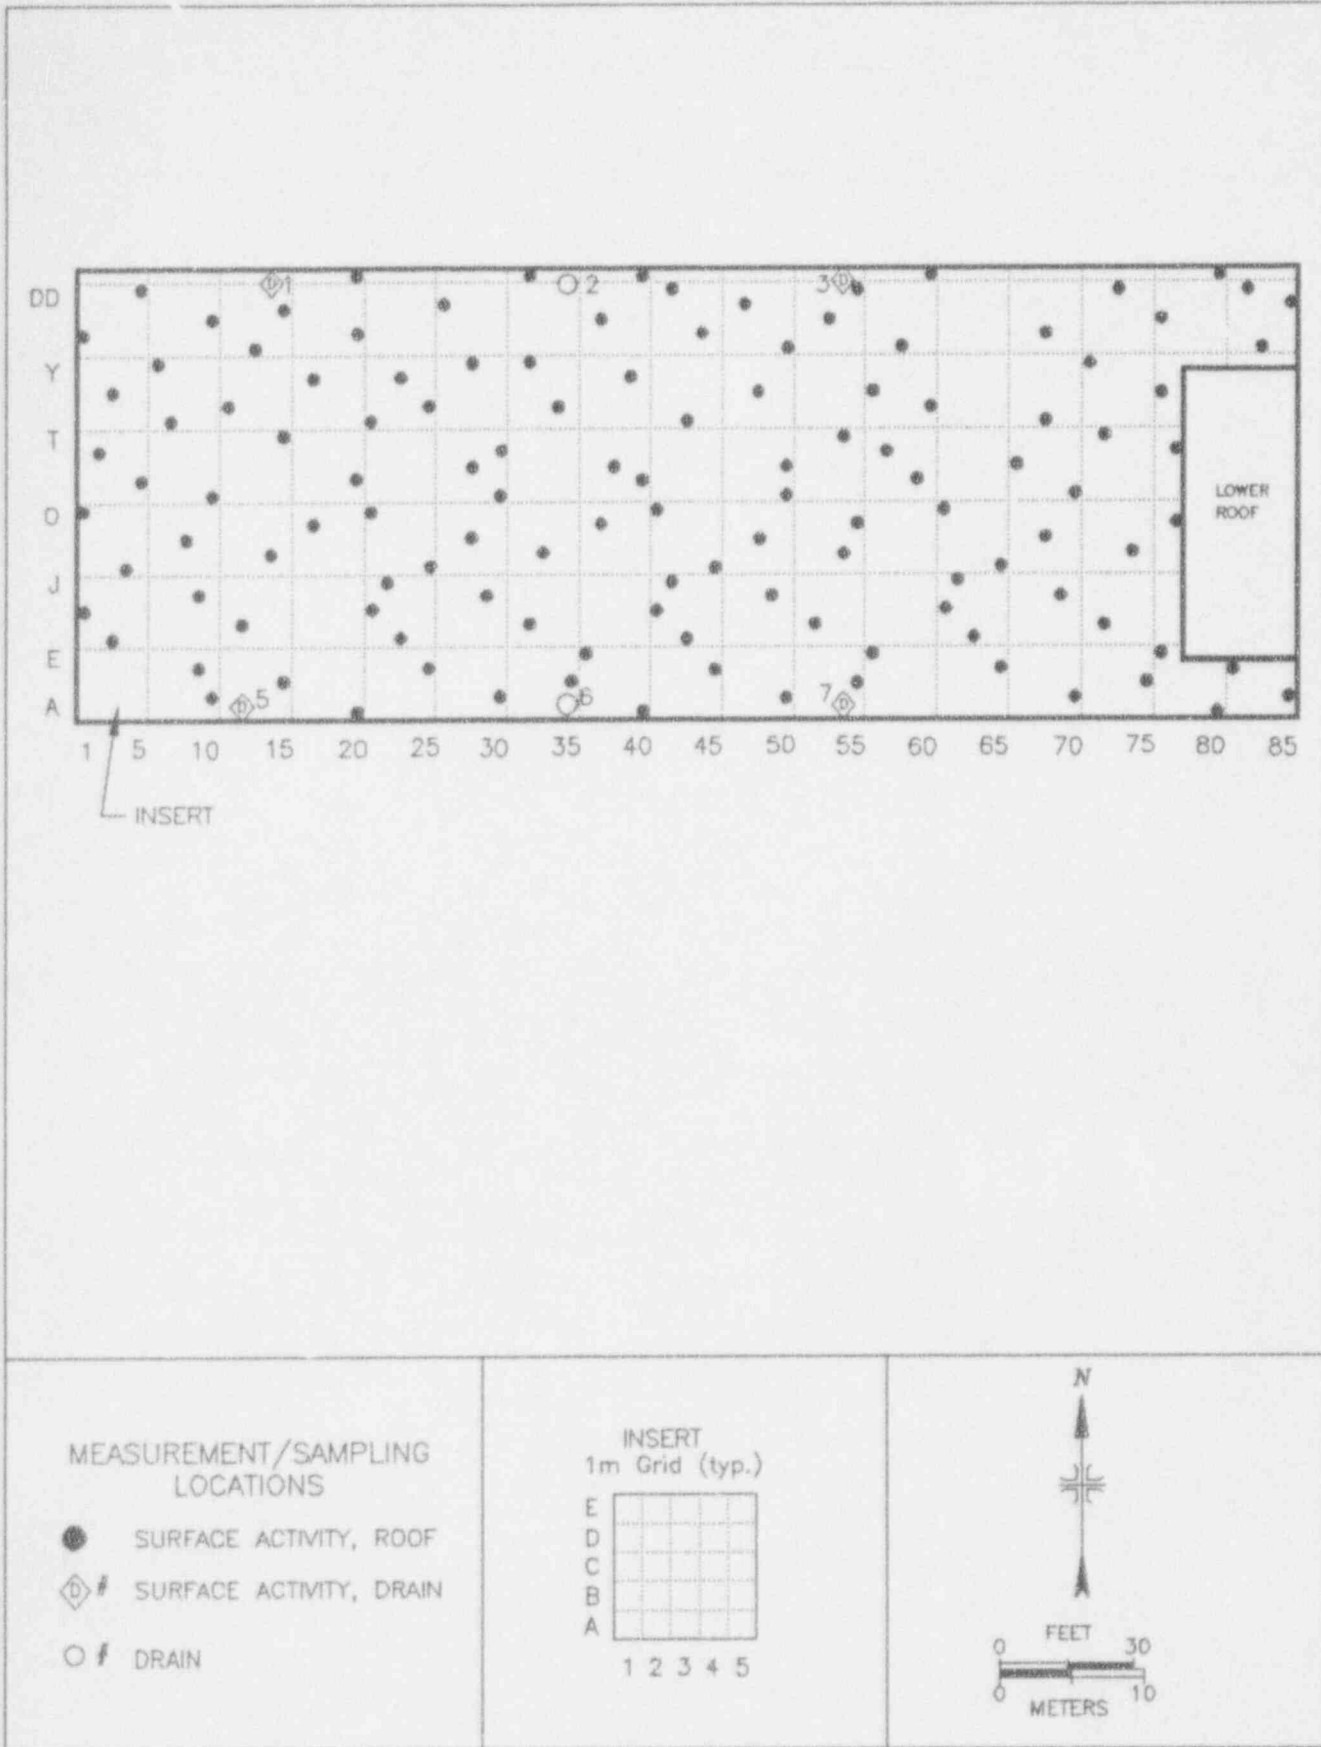 DD
Y
T
O
J
E
A
D 1
2
3 D
D 5
6
7 D
LOWER
ROOF
1 5 10 15 20 25 30 35 40 45 50 55 60 65 70 75 80 85
INSERT
MEASUREMENT/SAMPLING
LOCATIONS
SURFACE ACTIVITY, ROOF
D # SURFACE ACTIVITY, DRAIN
# DRAIN
INSERT
1m Grid (typ.)
E
D
C
B
A
1 2 3 4 5
N
FEET
0 30
0 10
METERS